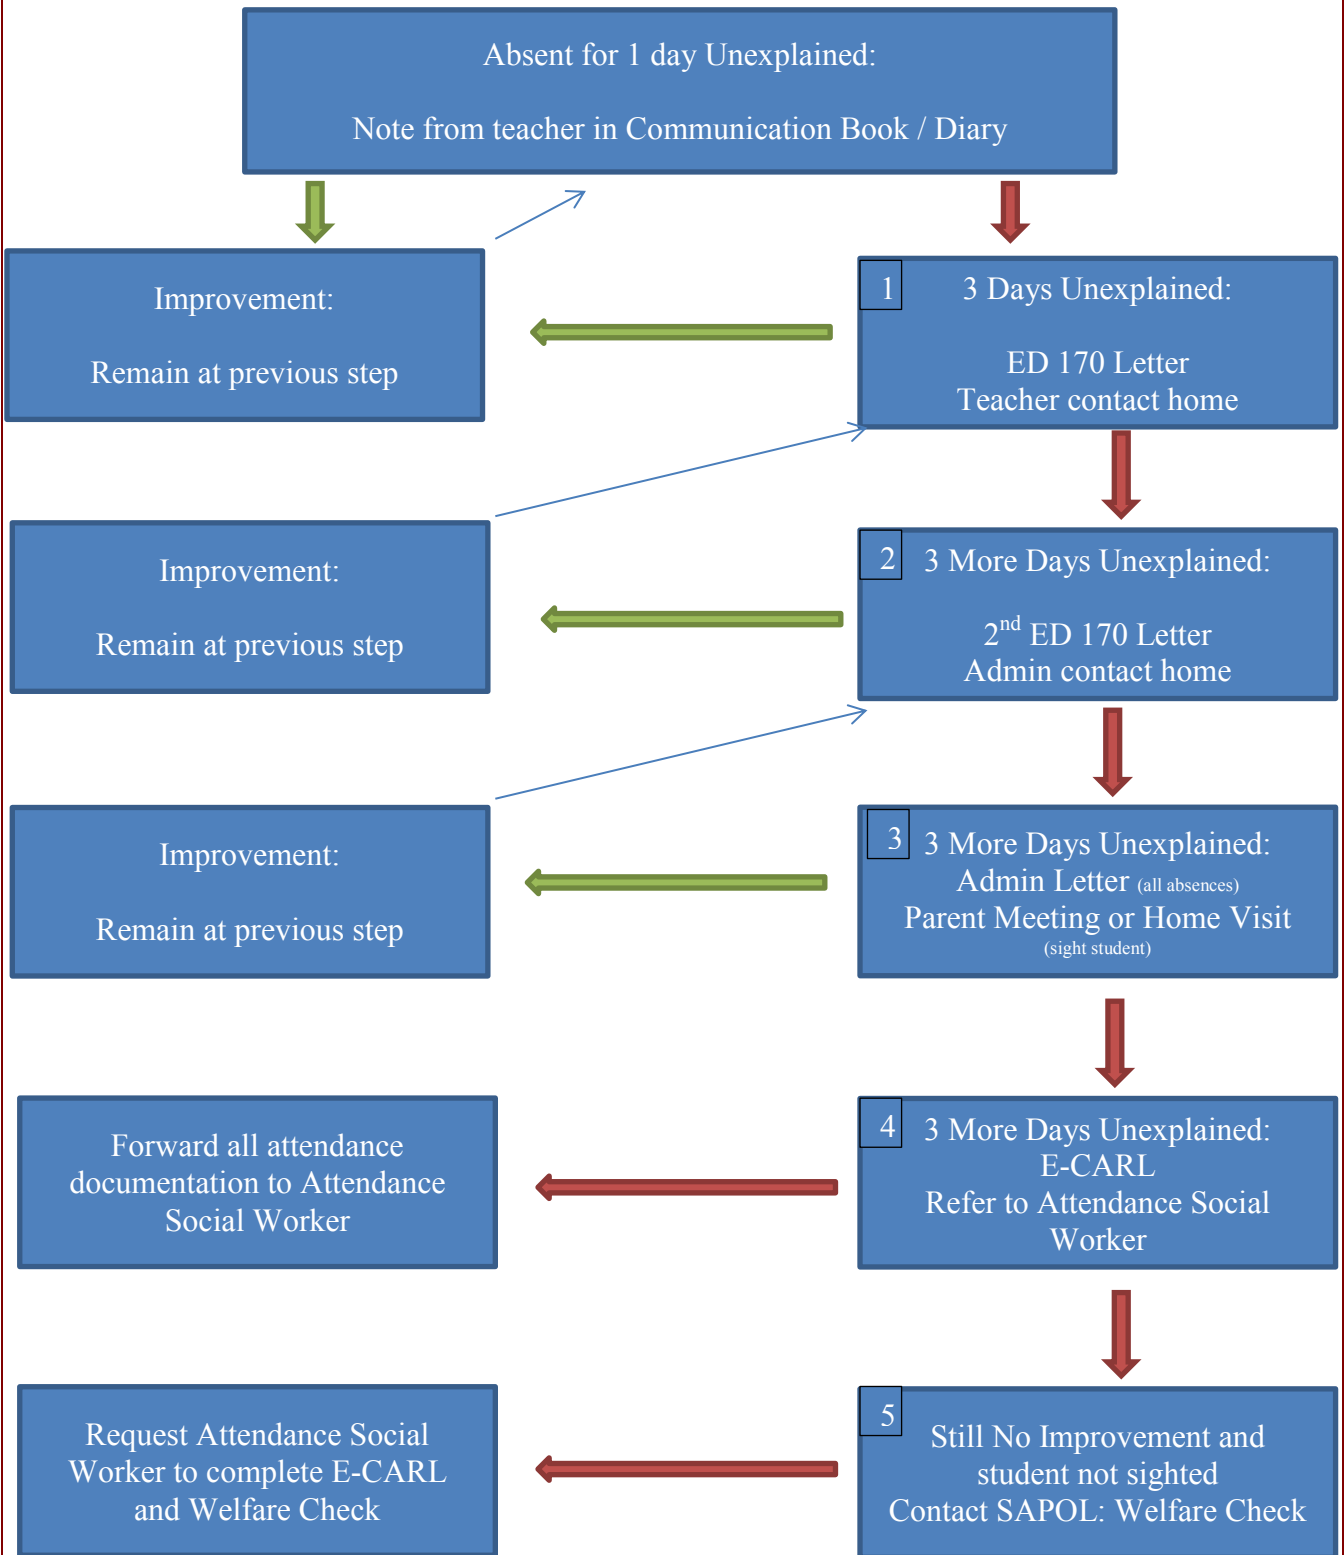 Absent for 1 day Unexplained:
Note from teacher in Communication Book / Diary
Improvement:
Remain at previous step
1
3 Days Unexplained:
ED 170 Letter
Teacher contact home
Improvement:
Remain at previous step
2
3 More Days Unexplained:
2nd ED 170 Letter
Admin contact home
Improvement:
Remain at previous step
3
3 More Days Unexplained:
Admin Letter (all absences)
Parent Meeting or Home Visit
(sight student)
Forward all attendance
documentation to Attendance
Social Worker
4
3 More Days Unexplained:
E-CARL
Refer to Attendance Social
Worker
Request Attendance Social
Worker to complete E-CARL
and Welfare Check
5
Still No Improvement and
student not sighted
Contact SAPOL: Welfare Check